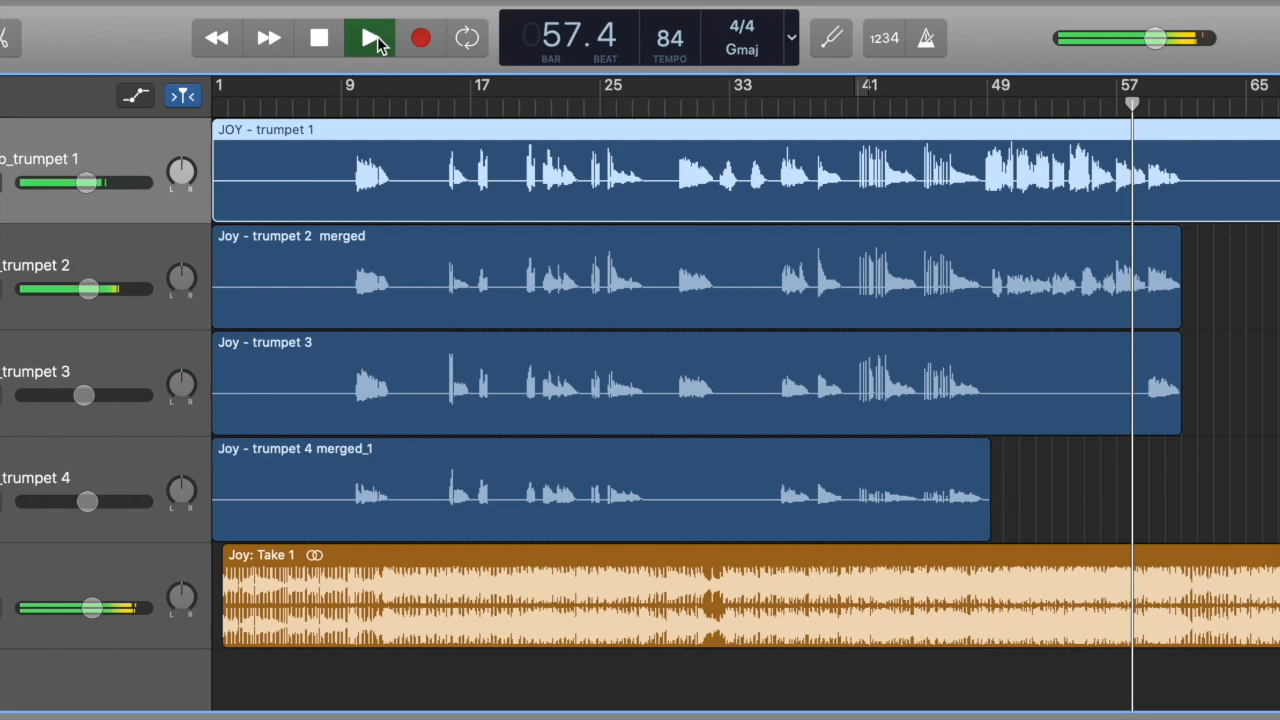 057.4
BAR
BEAT
84
TEMPO
4/4
Gmaj
1234
1
9
17
25
33
41
49
57
65
b_trumpet 1
L R
JOY - trumpet 1
_trumpet 2
L R
Joy - trumpet 2 merged
_trumpet 3
L R
Joy - trumpet 3
_trumpet 4
L R
Joy - trumpet 4 merged_1
L R
Joy: Take 1